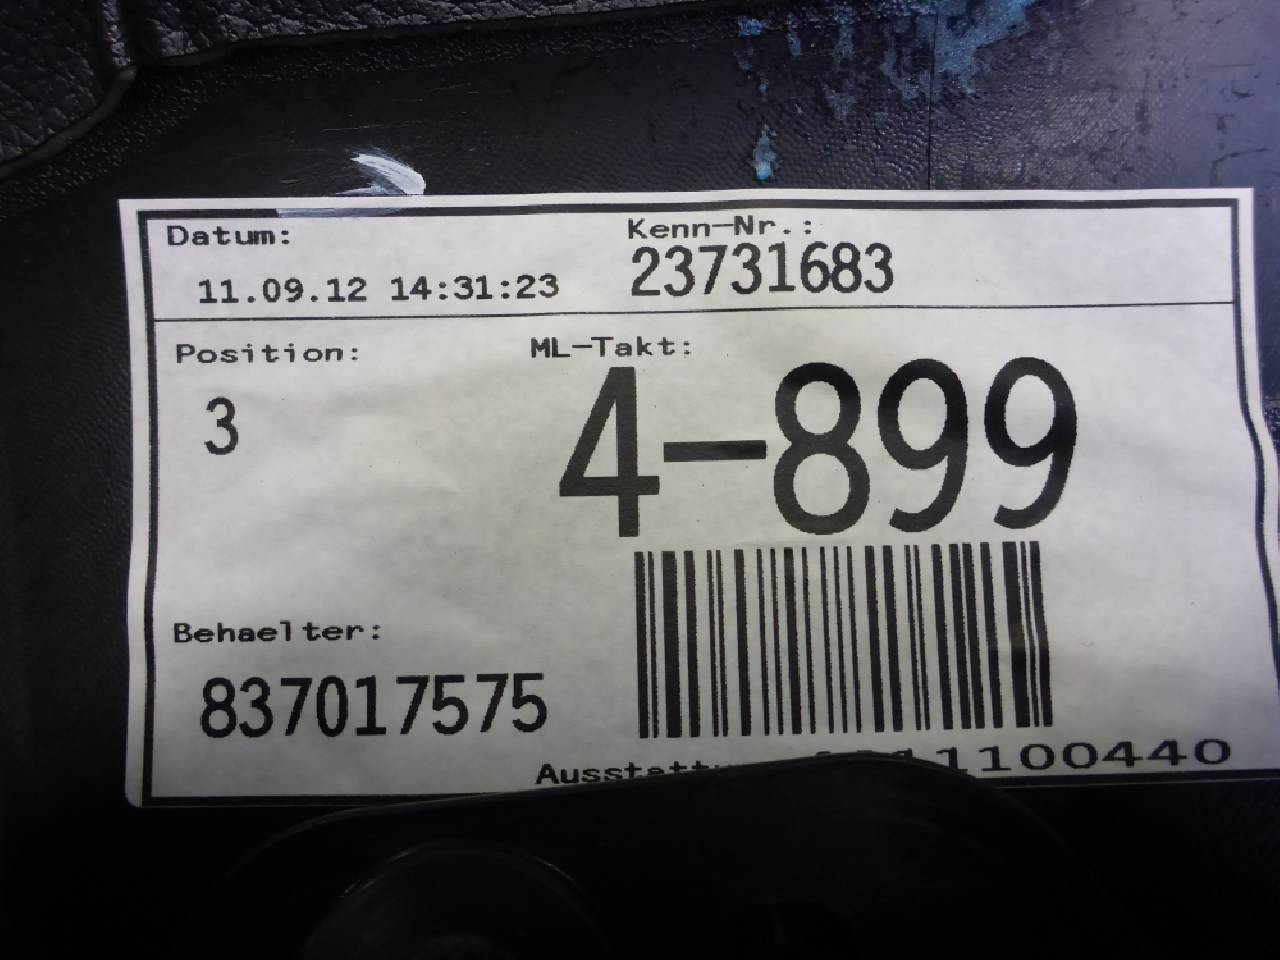 Datum:
Kenn-Nr.:
11.09.12 14:31:23
23731683
Position:
ML-Takt:
3
4-899
Behaelter:
837017575